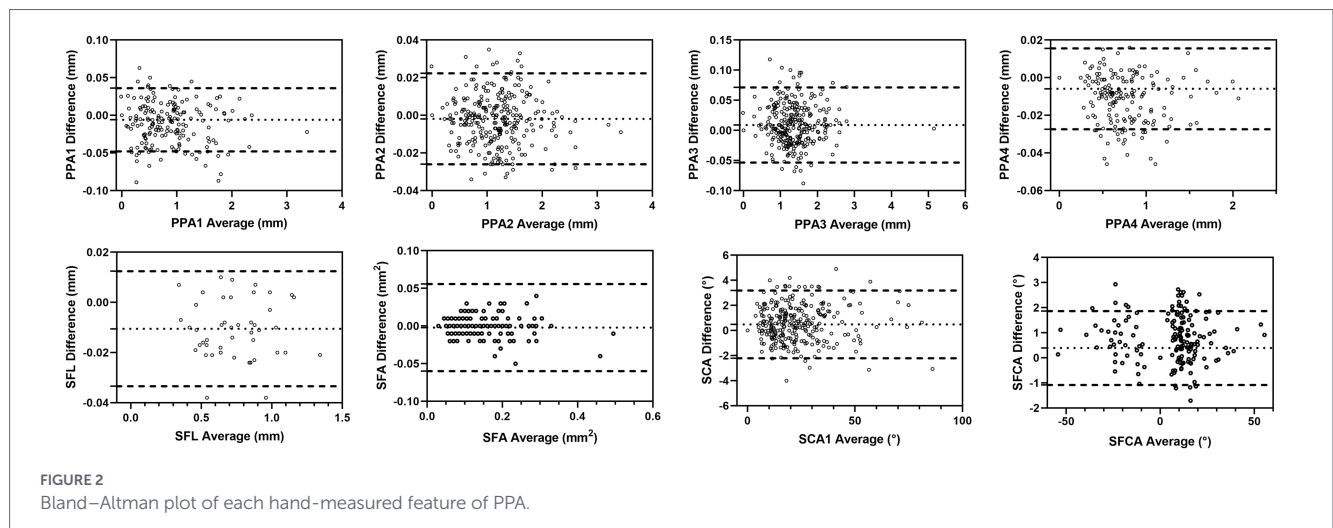 0.10
0.05
0.00
-0.05
-0.10
PPA1 Difference (mm)
0 1 2 3 4
PPA1 Average (mm)
0.04
0.02
0.00
-0.02
-0.04
PPA2 Difference (mm)
0 1 2 3 4
PPA2 Average (mm)
0.15
0.10
0.05
0.00
-0.05
-0.10
PPA3 Difference (mm)
0 1 2 3 4 5 6
PPA3 Average (mm)
0.02
0.00
-0.02
-0.04
-0.06
PPA4 Difference (mm)
0 1 2
PPA4 Average (mm)
0.02
0.00
-0.02
-0.04
SFL Difference (mm)
0.0 0.5 1.0 1.5
SFL Average (mm)
0.10
0.05
0.00
-0.05
-0.10
SFA Difference (mm²)
0.0 0.2 0.4 0.6
SFA Average (mm²)
6
4
2
0
-2
-4
-6
SCA Difference (°)
0 50 100
SCA1 Average (°)
4
3
2
1
0
-1
-2
SFCA Difference (°)
-50 0 50
SFCA Average (°)
FIGURE 2
Bland–Altman plot of each hand-measured feature of PPA.